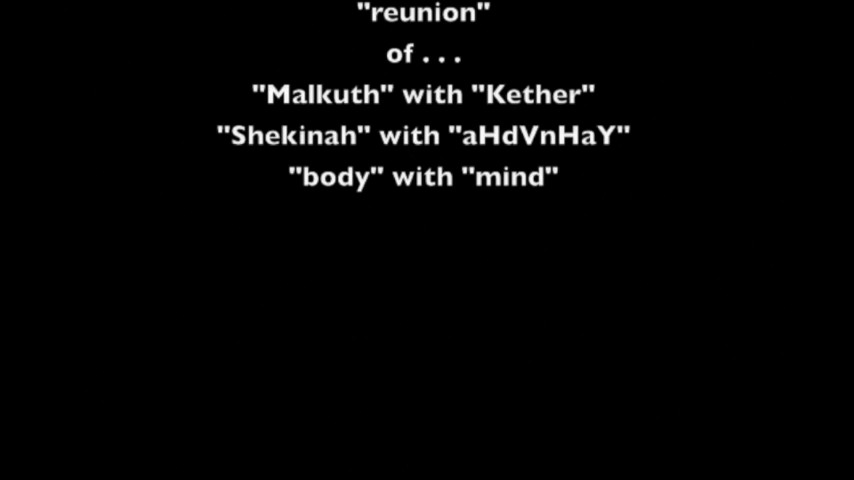 "reunion"
of . . .
"Malkuth" with "Kether"
"Shekinah" with "aHdVnHaY"
"body" with "mind"